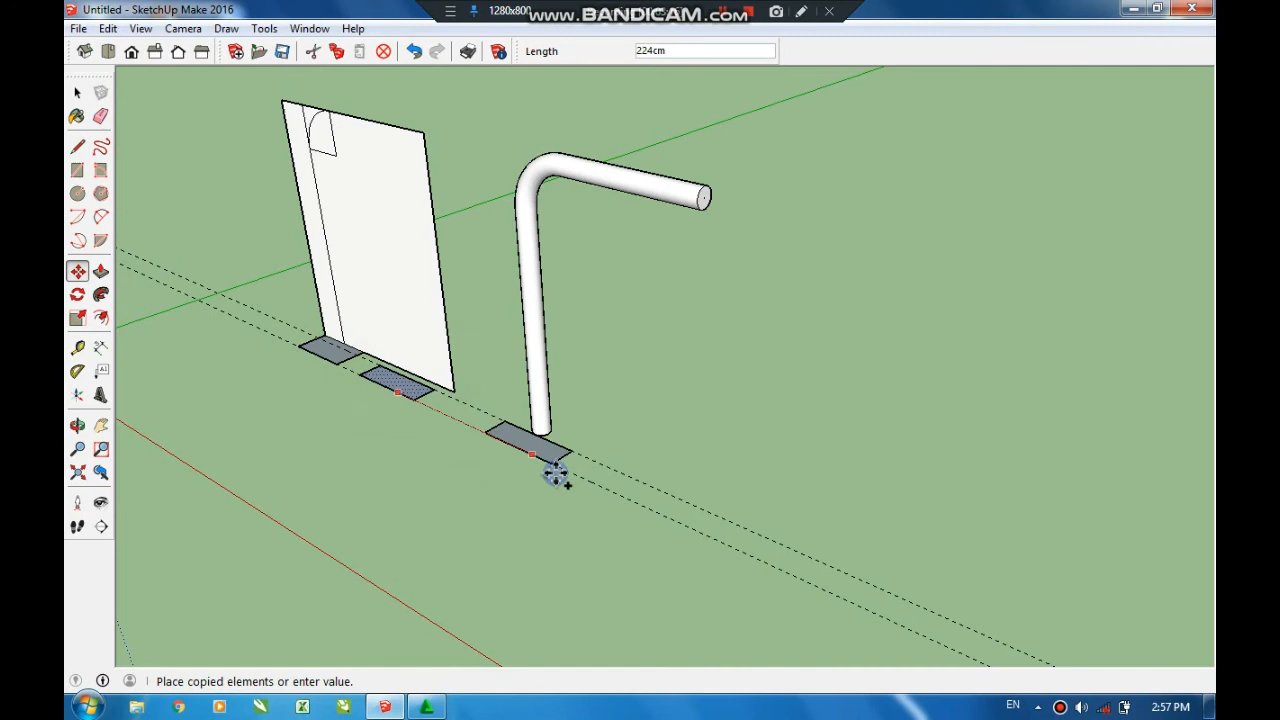 Untitled - SketchUp Make 2016
1280x800
www.BANDICAM.com
File Edit View Camera Draw Tools Window Help
Length 224cm
A1
Place copied elements or enter value.
EN 2:57 PM